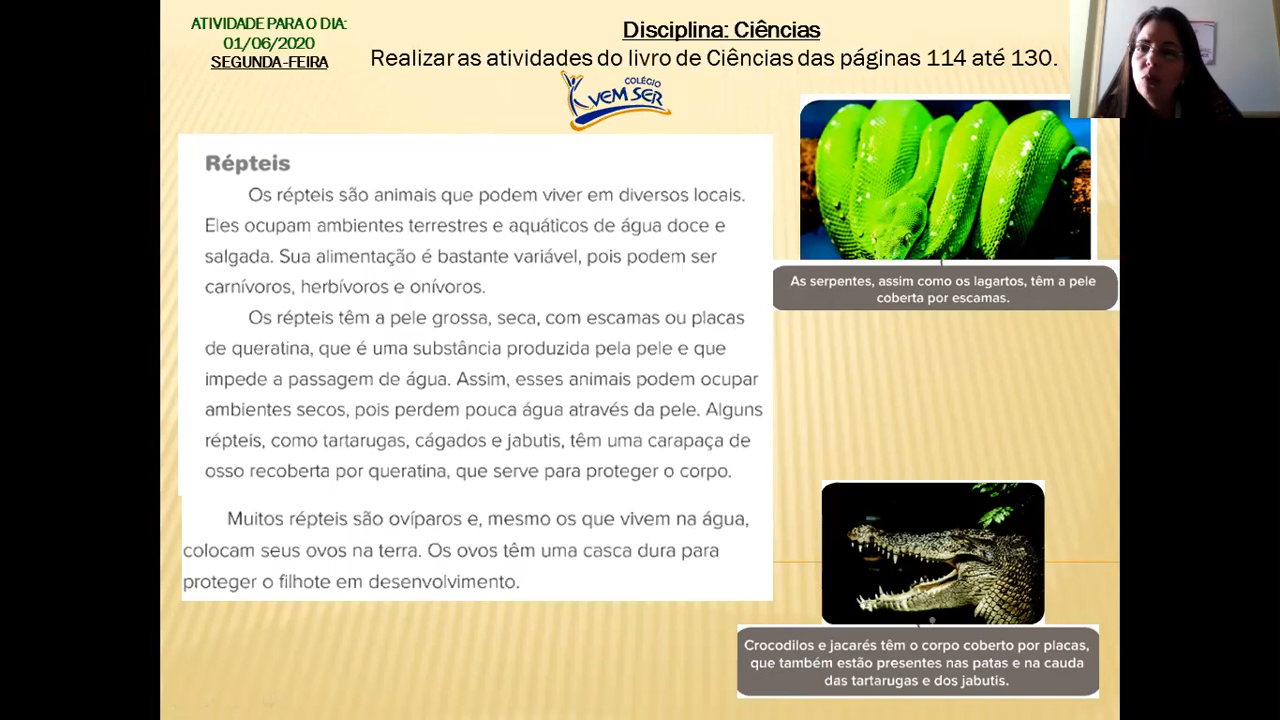 ATIVIDADE PARA O DIA:
01/06/2020
SEGUNDA-FEIRA
Disciplina: Ciências
Realizar as atividades do livro de Ciências das páginas 114 até 130.
COLÉGIO
VEM SER
Répteis
Os répteis são animais que podem viver em diversos locais.
Eles ocupam ambientes terrestres e aquáticos de água doce e
salgada. Sua alimentação é bastante variável, pois podem ser
carnívoros, herbívoros e onívoros.
Os répteis têm a pele grossa, seca, com escamas ou placas
de queratina, que é uma substância produzida pela pele e que
impede a passagem de água. Assim, esses animais podem ocupar
ambientes secos, pois perdem pouca água através da pele. Alguns
répteis, como tartarugas, cágados e jabutis, têm uma carapaça de
osso recoberta por queratina, que serve para proteger o corpo.
Muitos répteis são ovíparos e, mesmo os que vivem na água,
colocam seus ovos na terra. Os ovos têm uma casca dura para
proteger o filhote em desenvolvimento.
As serpentes, assim como os lagartos, têm a pele
coberta por escamas.
Crocodilos e jacarés têm o corpo coberto por placas,
que também estão presentes nas patas e na cauda
das tartarugas e dos jabutis.